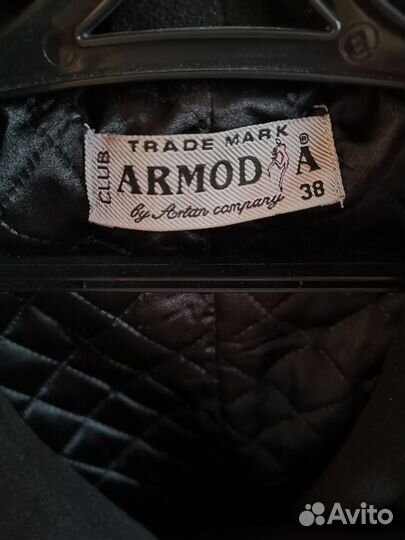 TRADE MARK
CLUB
ARMODA ®
by Artan company
38
Avito